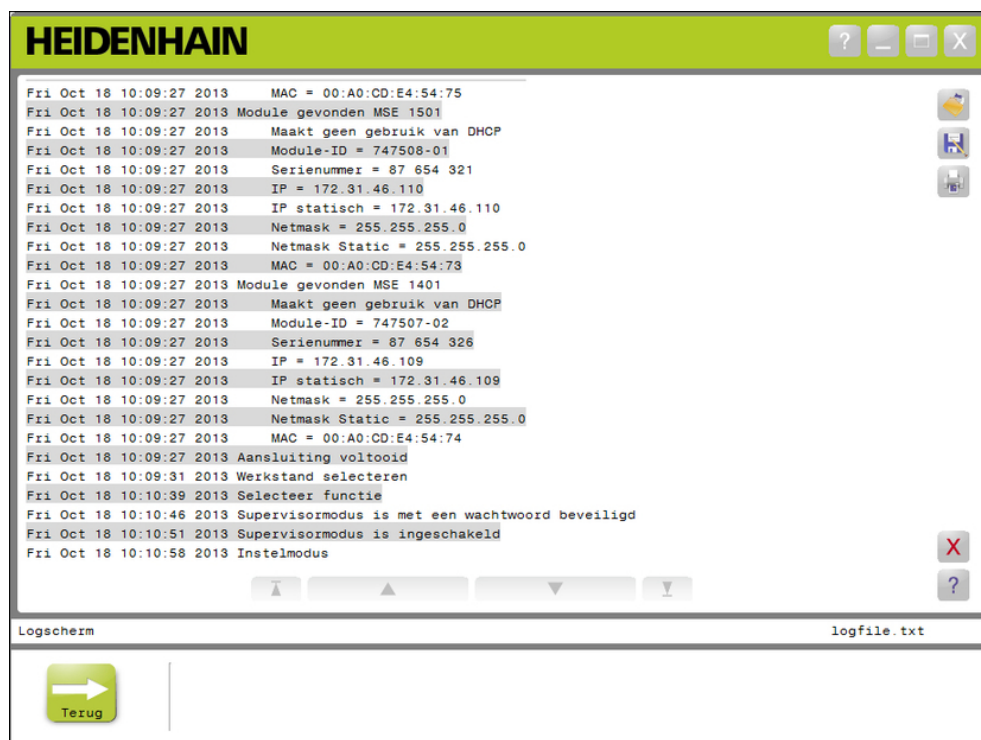 HEIDENHAIN
? _ X
Fri Oct 18 10:09:27 2013 MAC = 00:A0:CD:E4:54:75
Fri Oct 18 10:09:27 2013 Module gevonden MSE 1501
Fri Oct 18 10:09:27 2013 Maakt geen gebruik van DHCP
Fri Oct 18 10:09:27 2013 Module-ID = 747508-01
Fri Oct 18 10:09:27 2013 Serienummer = 87 654 321
Fri Oct 18 10:09:27 2013 IP = 172.31.46.110
Fri Oct 18 10:09:27 2013 IP statisch = 172.31.46.110
Fri Oct 18 10:09:27 2013 Netmask = 255.255.255.0
Fri Oct 18 10:09:27 2013 Netmask Static = 255.255.255.0
Fri Oct 18 10:09:27 2013 MAC = 00:A0:CD:E4:54:73
Fri Oct 18 10:09:27 2013 Module gevonden MSE 1401
Fri Oct 18 10:09:27 2013 Maakt geen gebruik van DHCP
Fri Oct 18 10:09:27 2013 Module-ID = 747507-02
Fri Oct 18 10:09:27 2013 Serienummer = 87 654 326
Fri Oct 18 10:09:27 2013 IP = 172.31.46.109
Fri Oct 18 10:09:27 2013 IP statisch = 172.31.46.109
Fri Oct 18 10:09:27 2013 Netmask = 255.255.255.0
Fri Oct 18 10:09:27 2013 Netmask Static = 255.255.255.0
Fri Oct 18 10:09:27 2013 MAC = 00:A0:CD:E4:54:74
Fri Oct 18 10:09:27 2013 Aansluiting voltooid
Fri Oct 18 10:09:31 2013 Werkstand selecteren
Fri Oct 18 10:10:39 2013 Selecteer functie
Fri Oct 18 10:10:46 2013 Supervisormodus is met een wachtwoord beveiligd
Fri Oct 18 10:10:51 2013 Supervisormodus is ingeschakeld
Fri Oct 18 10:10:58 2013 Instelmodus
X
?
Logscherm logfile.txt
Terug